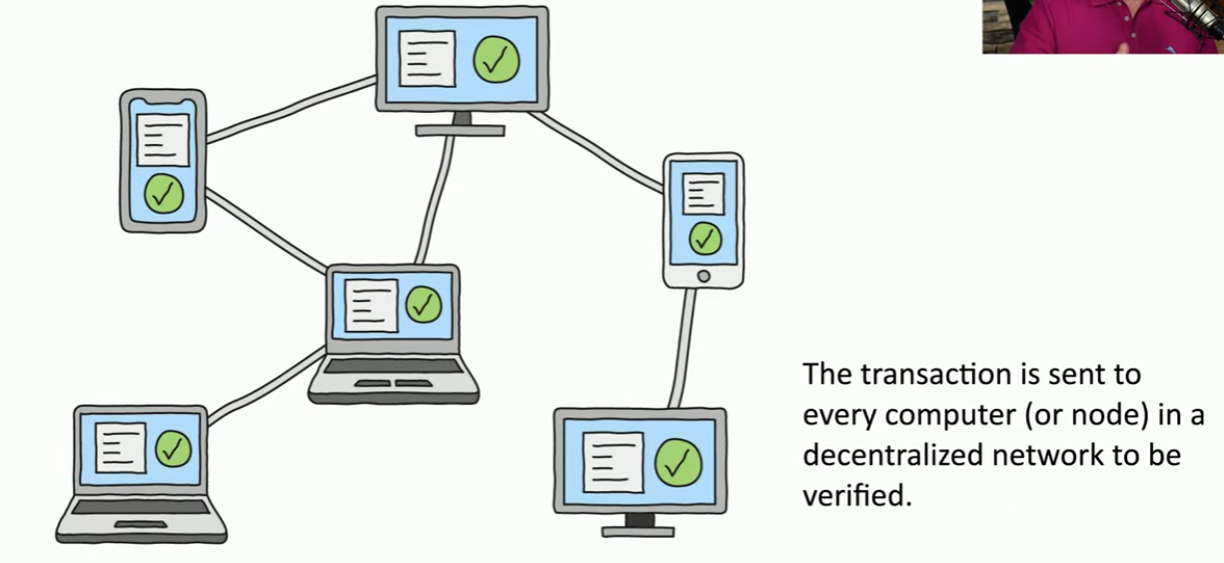 The transaction is sent to
every computer (or node) in a
decentralized network to be
verified.